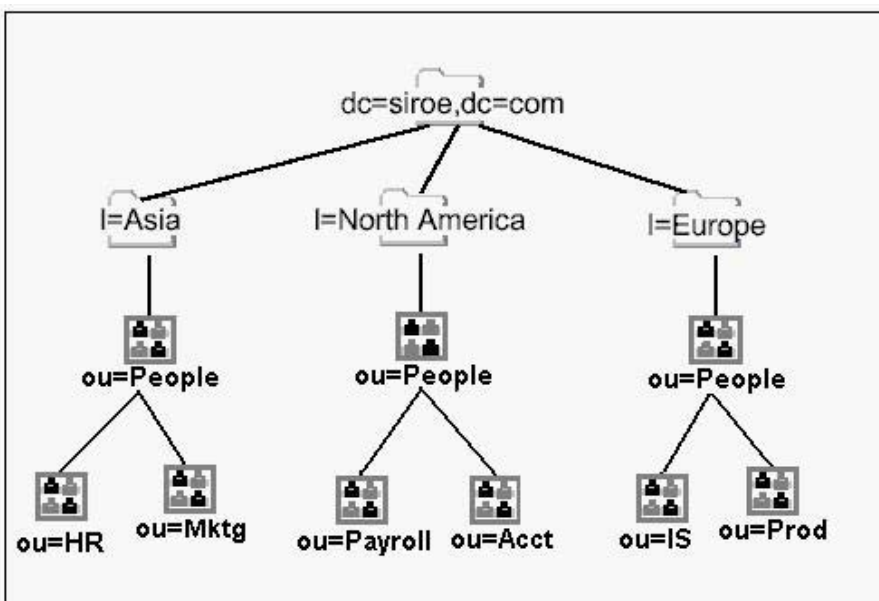 dc=siroe,dc=com
l=Asia
l=North America
l=Europe
ou=People
ou=People
ou=People
ou=HR
ou=Mktg
ou=Payroll
ou=Acct
ou=IS
ou=Prod